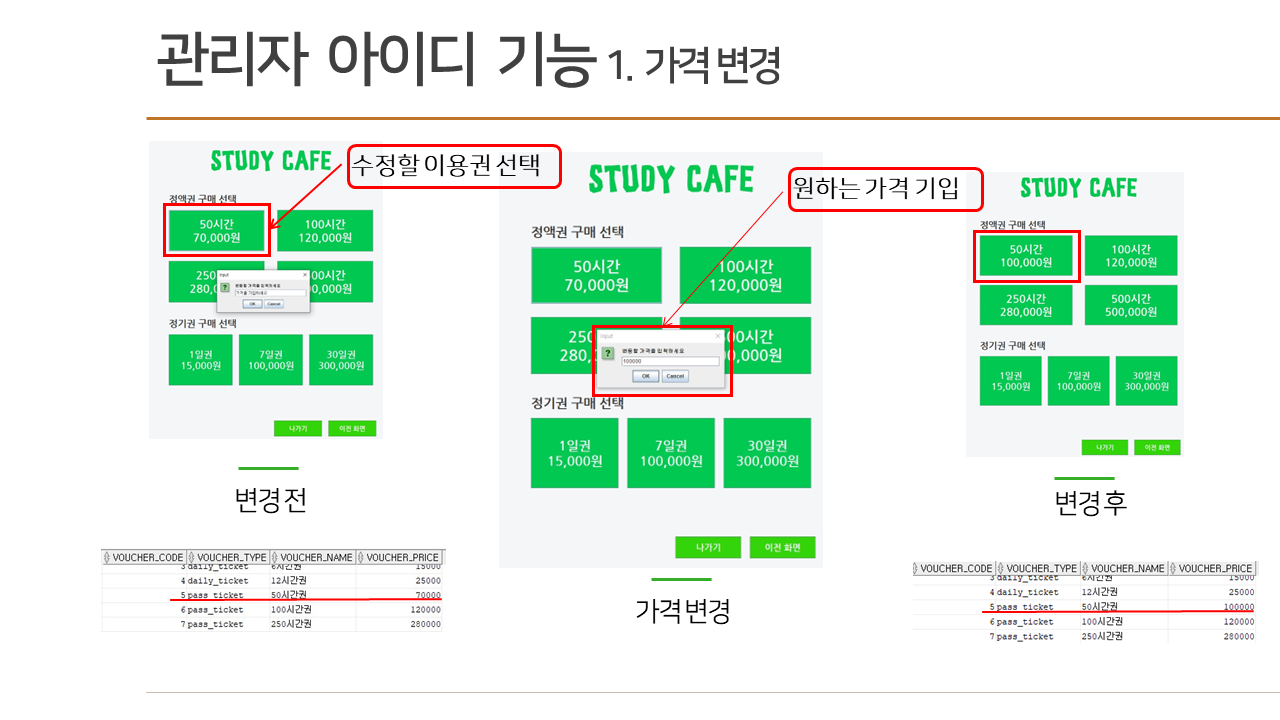 관리자 아이디 기능 1. 가격 변경
STUDY CAFE
수정할 이용권 선택
정액권 구매 선택
50시간
70,000원
100시간
120,000원
250
280,0
00시간
0,000원
Input
변동할 가격을 입력하세요
가격을 기입하세요
OK
Cancel
정기권 구매 선택
1일권
15,000원
7일권
100,000원
30일권
300,000원
나가기
이전 화면
변경 전
VOUCHER_CODE VOUCHER_TYPE VOUCHER_NAME VOUCHER_PRICE
3 daily_ticket 6시간권 15000
4 daily_ticket 12시간권 25000
5 pass_ticket 50시간권 70000
6 pass_ticket 100시간권 120000
7 pass_ticket 250시간권 280000
STUDY CAFE
원하는 가격 기입
정액권 구매 선택
50시간
70,000원
100시간
120,000원
250
280,
00시간
0,000원
Input
변동할 가격을 입력하세요
100000
OK
Cancel
정기권 구매 선택
1일권
15,000원
7일권
100,000원
30일권
300,000원
나가기
이전 화면
가격 변경
STUDY CAFE
정액권 구매 선택
50시간
100,000원
100시간
120,000원
250시간
280,000원
500시간
500,000원
정기권 구매 선택
1일권
15,000원
7일권
100,000원
30일권
300,000원
나가기
이전 화면
변경 후
VOUCHER_CODE VOUCHER_TYPE VOUCHER_NAME VOUCHER_PRICE
3 daily_ticket 6시간권 15000
4 daily_ticket 12시간권 25000
5 pass_ticket 50시간권 100000
6 pass_ticket 100시간권 120000
7 pass_ticket 250시간권 280000